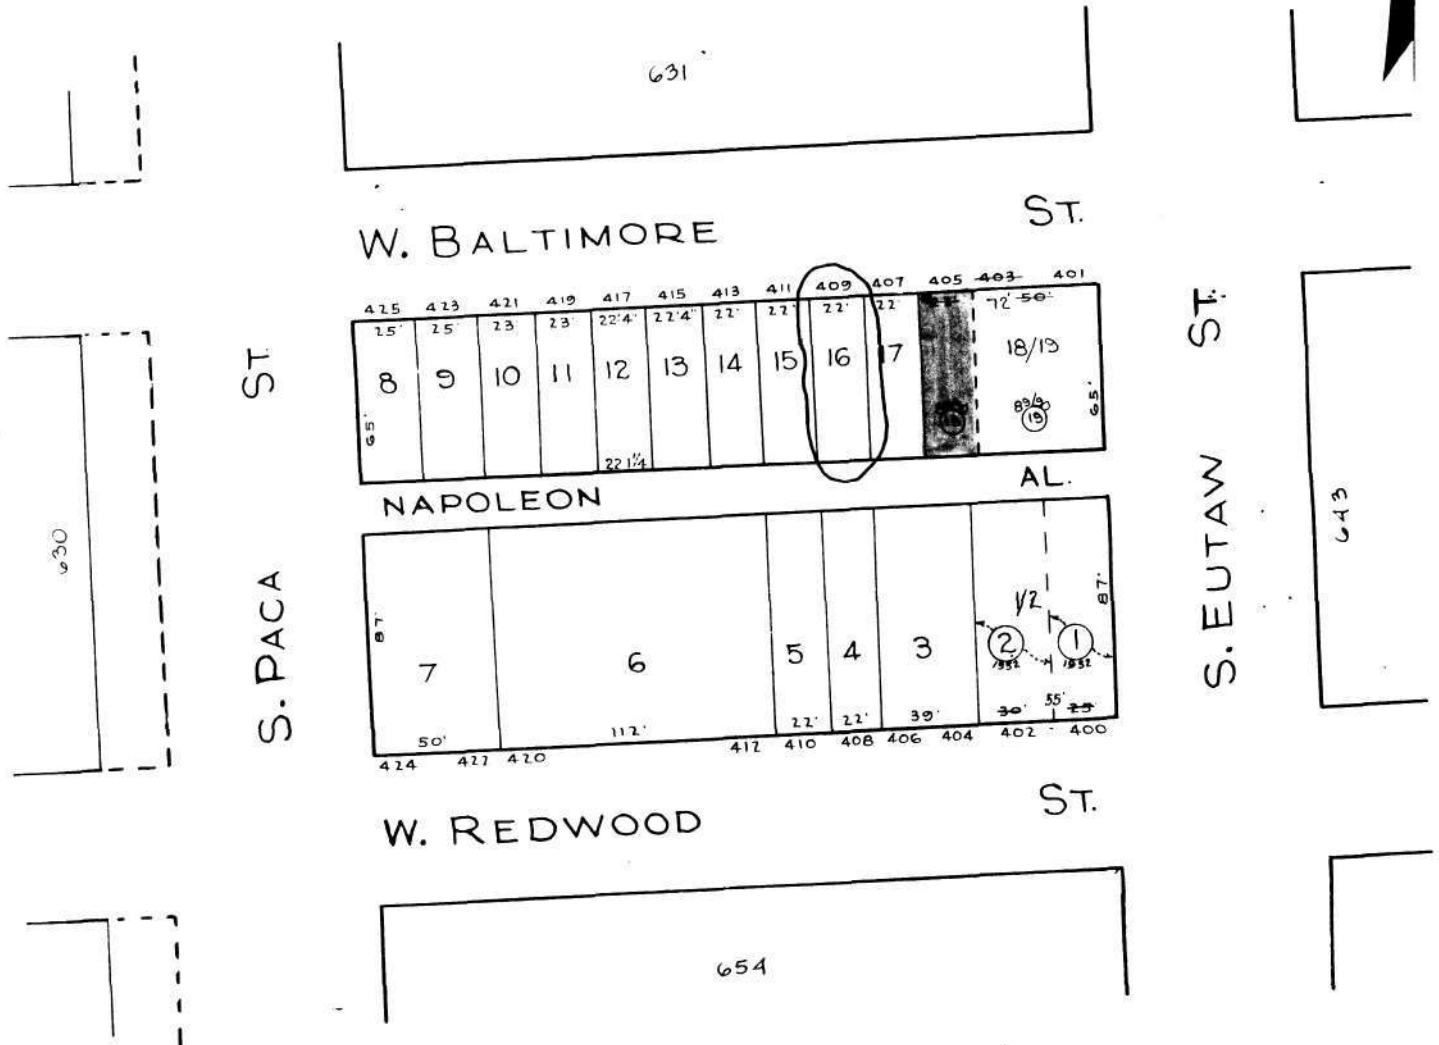 631
W. BALTIMORE ST.
425 423 421 419 417 415 413 411 409 407 405 403 401
25' 25' 23 23' 22'4" 22'4" 22' 22' 22' 22' 72' 50'
8 9 10 11 12 13 14 15 16 17 18/19
65' 65'
89/90
19
22 1/4
NAPOLEON AL.
S. PACA ST.
S. EUTAW ST.
630
643
87' 87'
1/2
7 6 5 4 3 2 1
1932 1932
50' 112' 22' 22' 39' 30' 55' 25
424 422 420 412 410 408 406 404 402 400
W. REDWOOD ST.
654